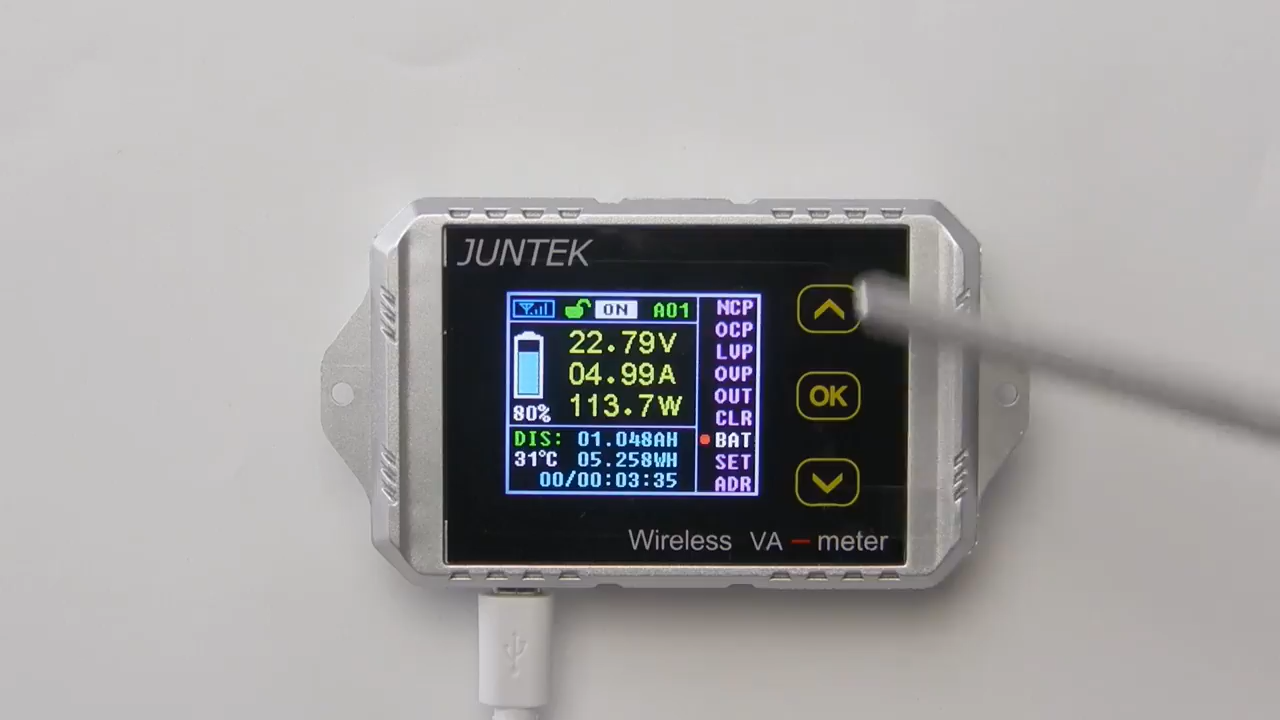 JUNTEK
ON A01
22.79V
04.99A
113.7W
80%
DIS: 01.048AH
31°C 05.258WH
00/00:03:35
NCP
OCP
LVP
OVP
OUT
CLR
BAT
SET
ADR
OK
Wireless VA-meter